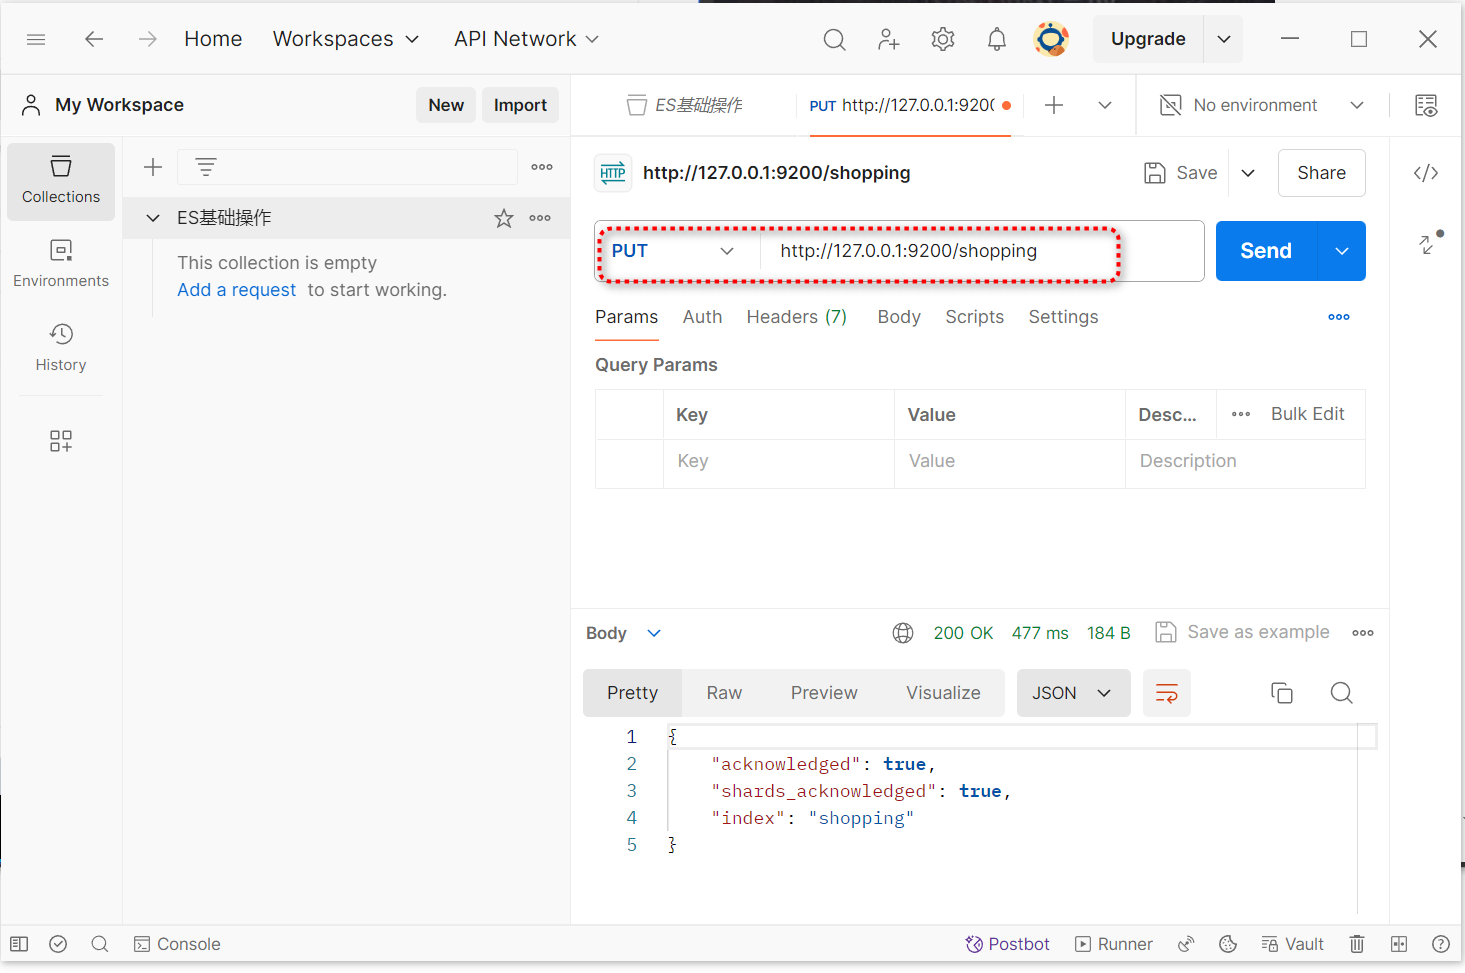 Home Workspaces API Network Upgrade
My Workspace New Import ES基础操作 PUT http://127.0.0.1:920 No environment
Collections
ES基础操作
This collection is empty
Add a request to start working.
Environments
History
HTTP http://127.0.0.1:9200/shopping Save Share
PUT http://127.0.0.1:9200/shopping Send
Params Auth Headers (7) Body Scripts Settings
Query Params
Key Value Desc... Bulk Edit
Key Value Description
Body 200 OK 477 ms 184 B Save as example
Pretty Raw Preview Visualize JSON
1 {
2 "acknowledged": true,
3 "shards_acknowledged": true,
4 "index": "shopping"
5 }
Console Postbot Runner Vault